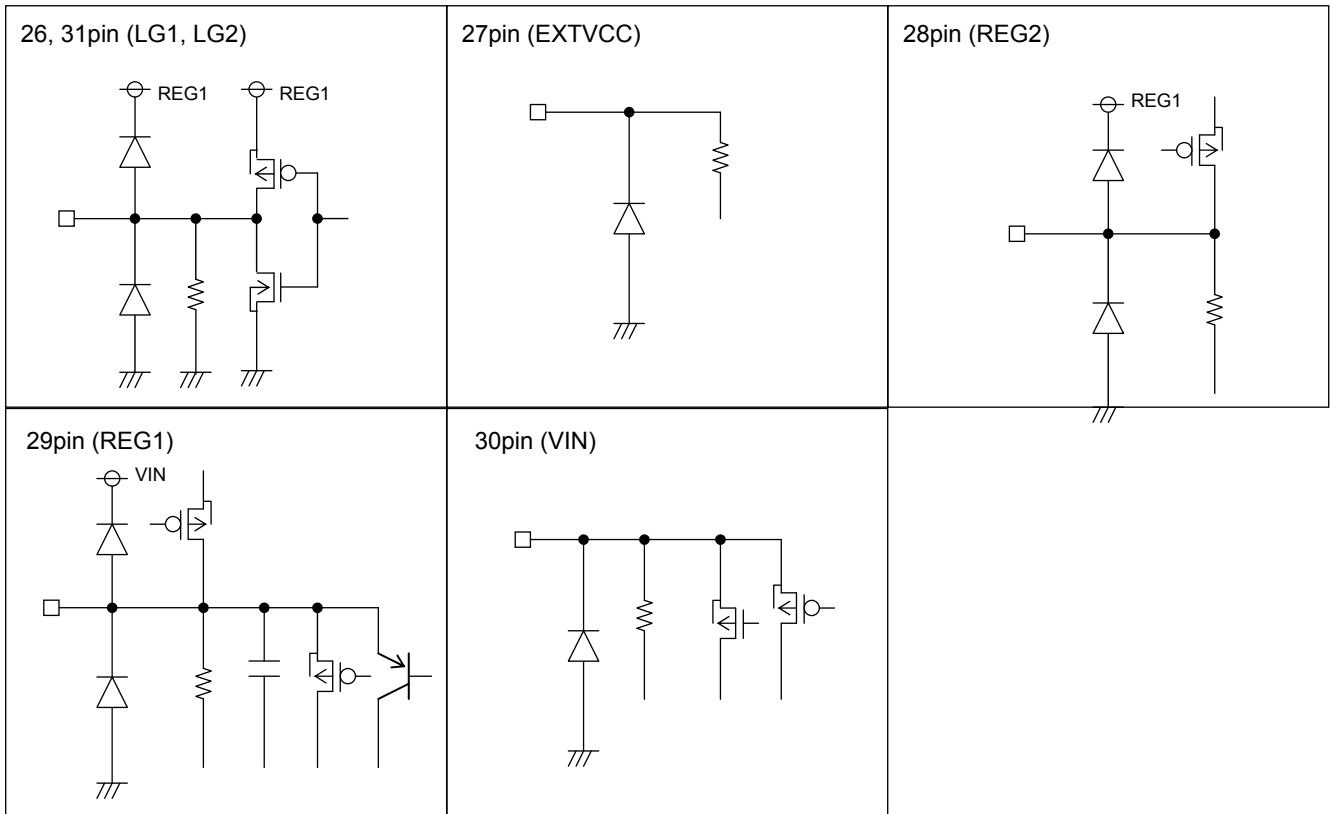 26, 31pin (LG1, LG2)
REG1
REG1
27pin (EXTVCC)
28pin (REG2)
REG1
29pin (REG1)
VIN
30pin (VIN)